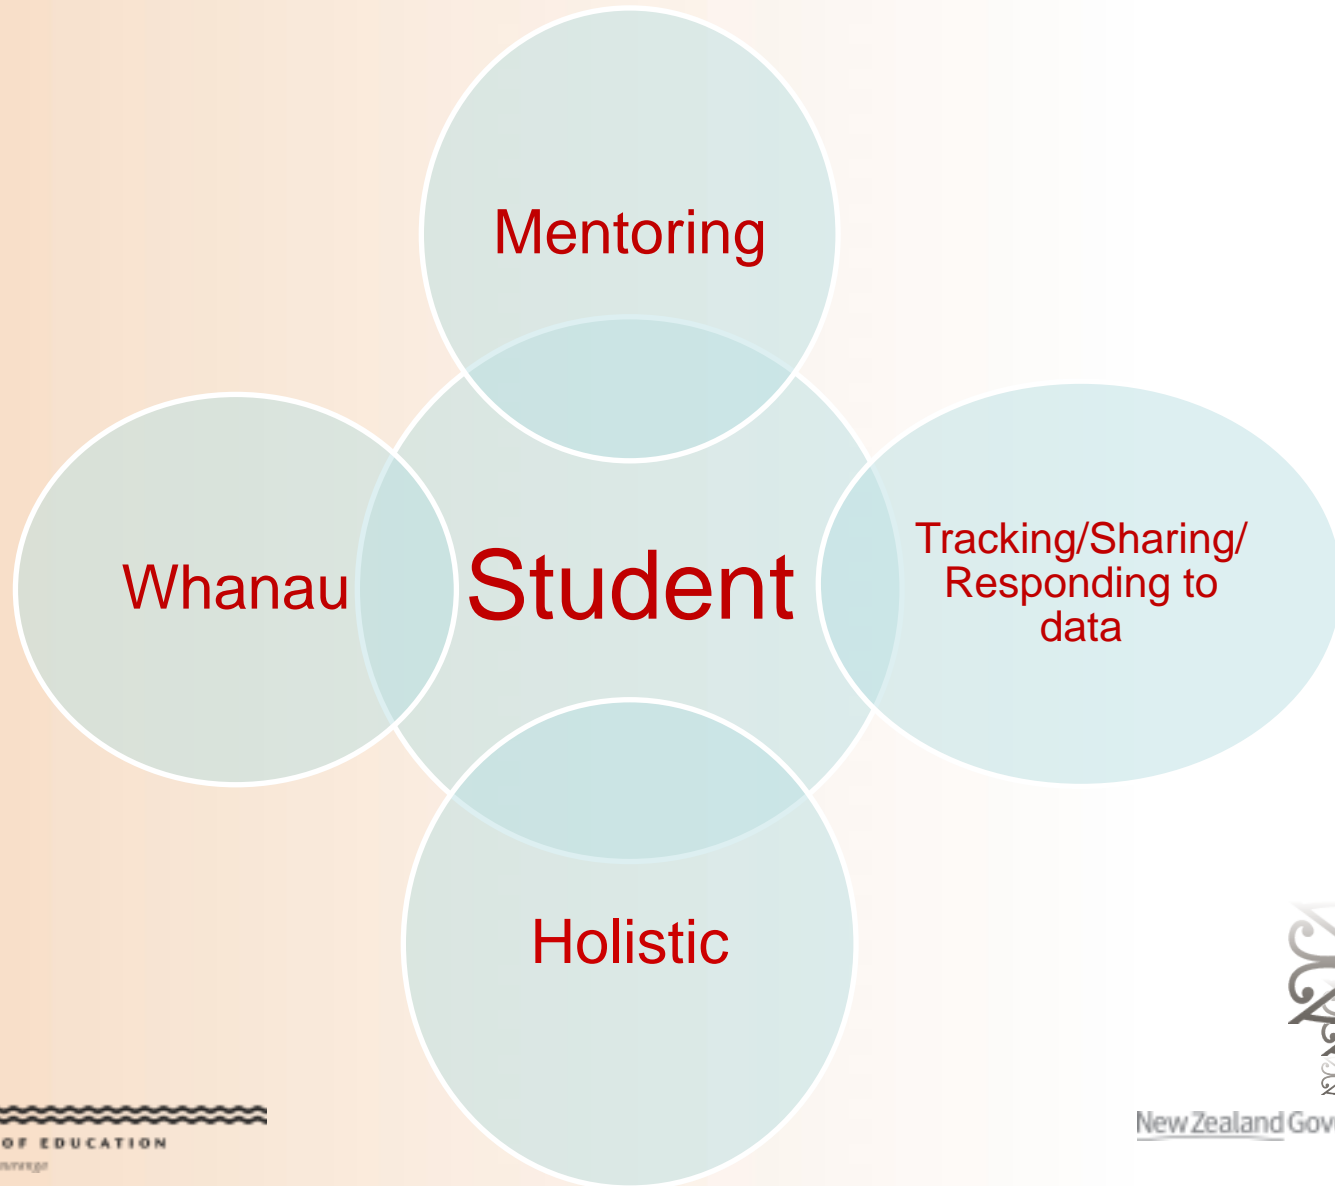 Mentoring
Whanau
Student
Tracking/Sharing/
Responding to
data
Holistic
OF EDUCATION
New Zealand Gov